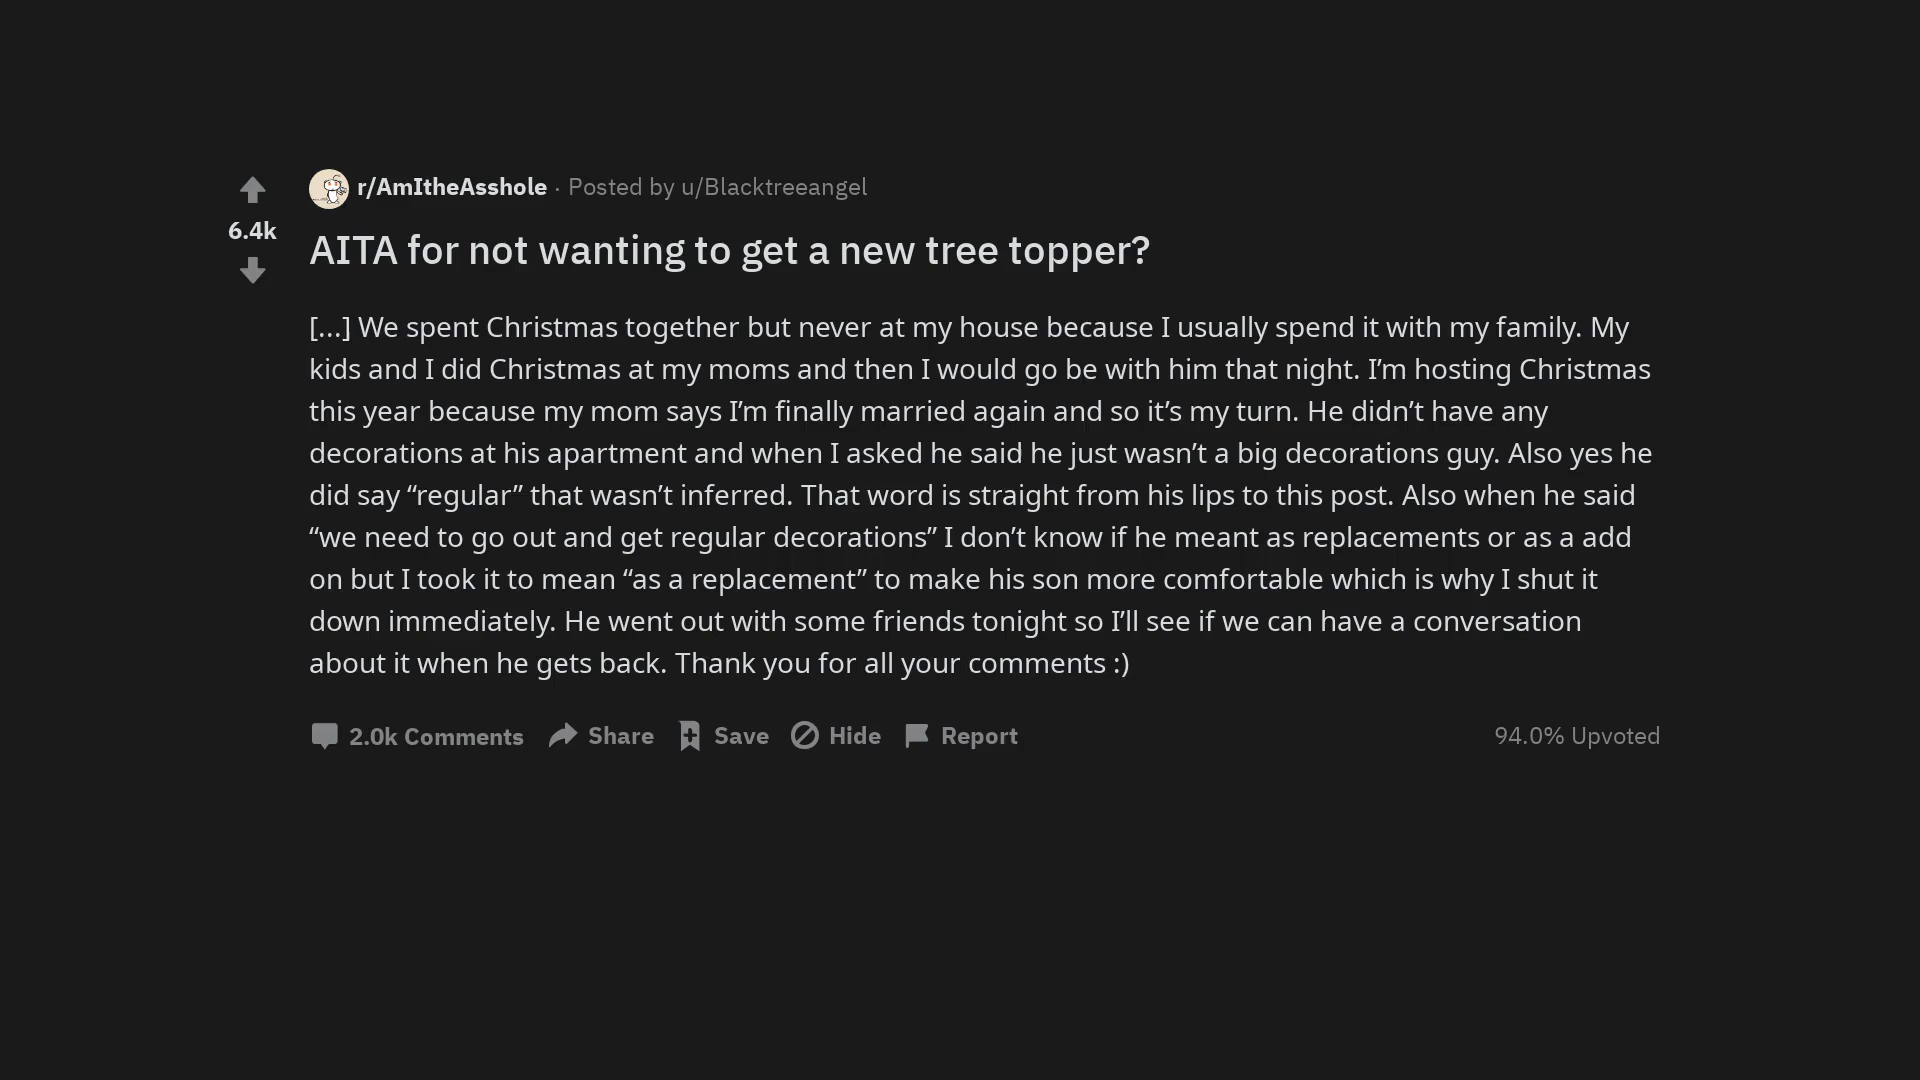 r/AmItheAsshole · Posted by u/Blacktreeangel
6.4k
AITA for not wanting to get a new tree topper?
[...] We spent Christmas together but never at my house because I usually spend it with my family. My
kids and I did Christmas at my moms and then I would go be with him that night. I’m hosting Christmas
this year because my mom says I’m finally married again and so it’s my turn. He didn’t have any
decorations at his apartment and when I asked he said he just wasn’t a big decorations guy. Also yes he
did say “regular” that wasn’t inferred. That word is straight from his lips to this post. Also when he said
“we need to go out and get regular decorations” I don’t know if he meant as replacements or as a add
on but I took it to mean “as a replacement” to make his son more comfortable which is why I shut it
down immediately. He went out with some friends tonight so I’ll see if we can have a conversation
about it when he gets back. Thank you for all your comments :)
2.0k Comments Share Save Hide Report 94.0% Upvoted